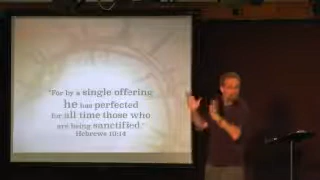 "For by a single offering
he has perfected
for all time those who
are being sanctified."
Hebrews 10:14